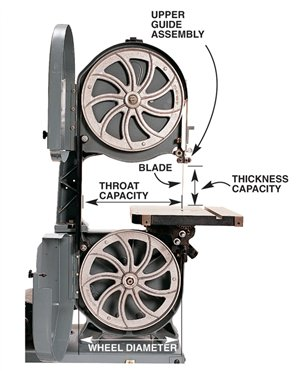 UPPER
GUIDE
ASSEMBLY
BLADE
THROAT
CAPACITY
THICKNESS
CAPACITY
WHEEL DIAMETER